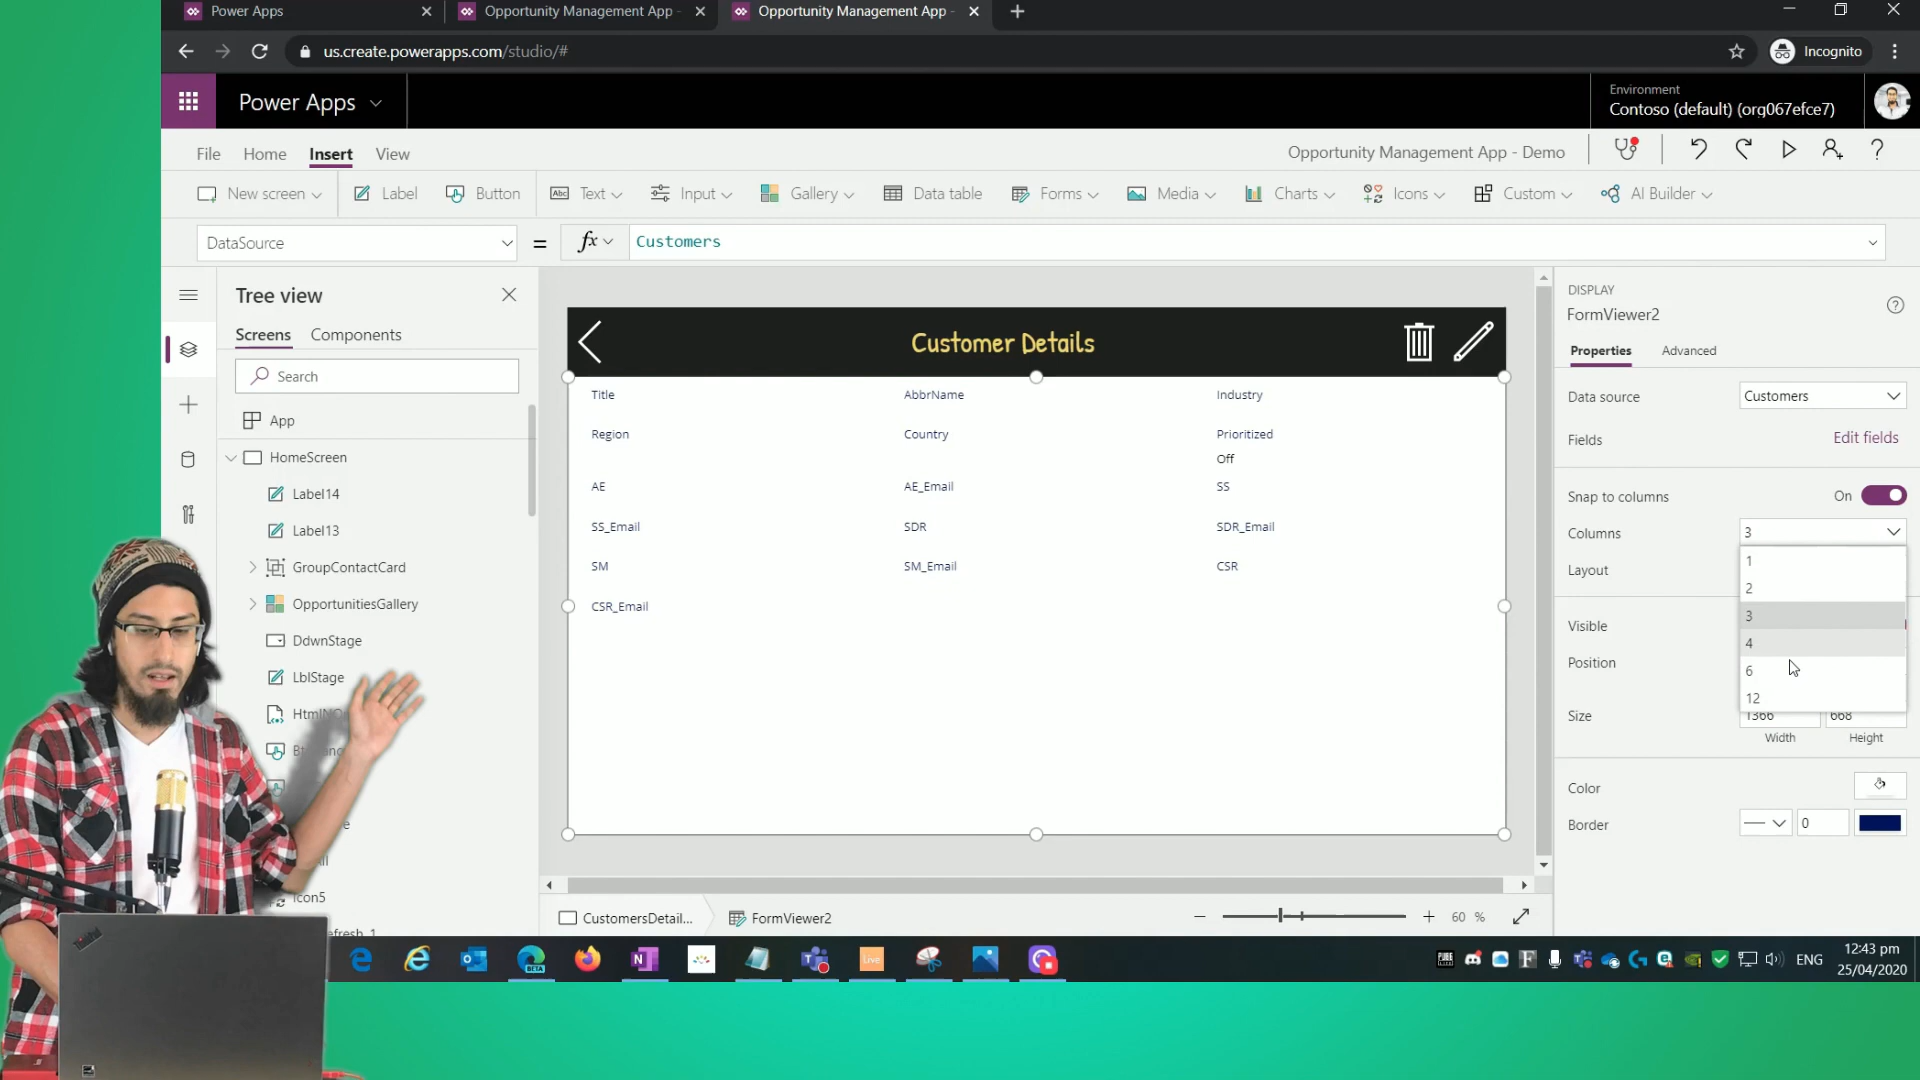 Power Apps
Opportunity Management App -
Opportunity Management App -
us.create.powerapps.com/studio/#
Incognito
Power Apps
Environment
Contoso (default) (org067efce7)
File Home Insert View
Opportunity Management App - Demo
New screen Label Button Text Input Gallery Data table Forms Media Charts Icons Custom AI Builder
DataSource = fx Customers
Tree view
Screens Components
Search
App
HomeScreen
Label14
Label13
GroupContactCard
OpportunitiesGallery
DdwnStage
LblStage
Icon5
Customer Details
Title AbbrName Industry
Region Country Prioritized
Off
AE AE_Email SS
SS_Email SDR SDR_Email
SM SM_Email CSR
CSR_Email
CustomersDetail... FormViewer2
60 %
DISPLAY
FormViewer2
Properties Advanced
Data source Customers
Fields Edit fields
Snap to columns On
Columns 3
1
2
3
4
6
12
Layout
Visible
Position
Size 1366 668
Width Height
Color
Border 0
ENG
12:43 pm
25/04/2020
ThinkPad